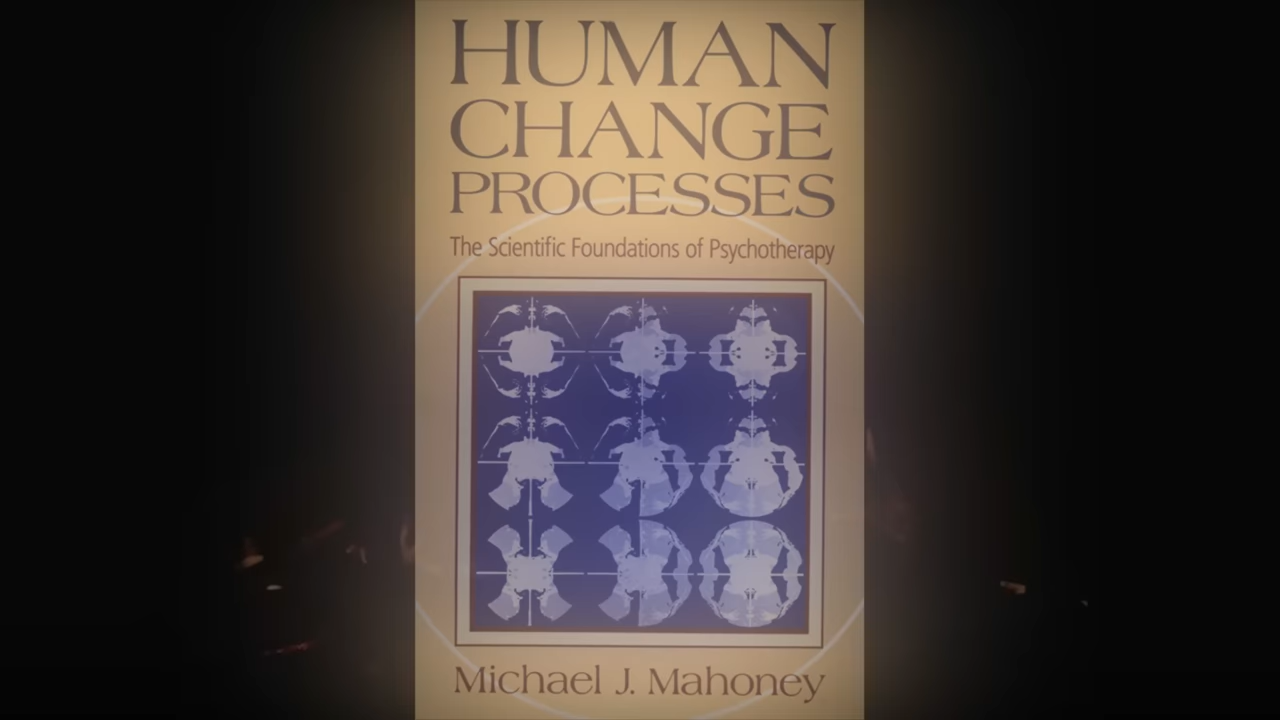 HUMAN
CHANGE
PROCESSES
The Scientific Foundations of Psychotherapy
Michael J. Mahoney